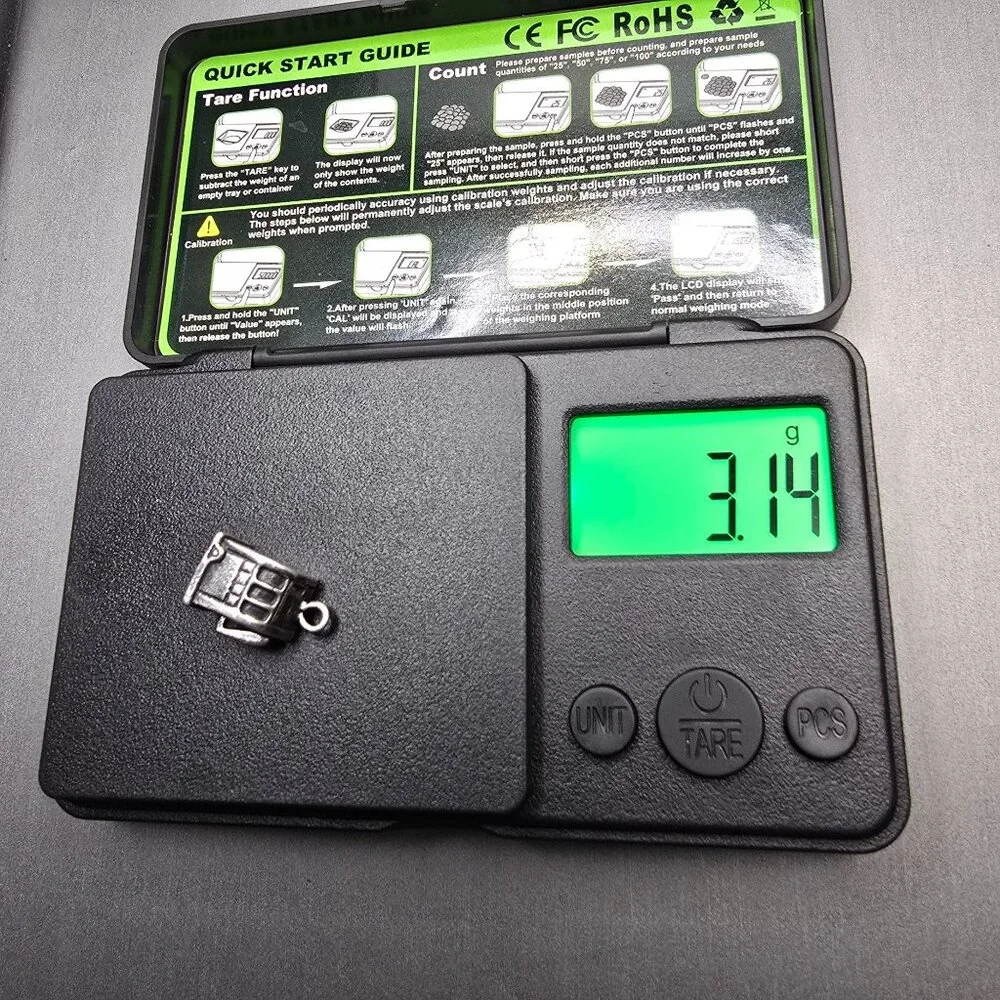 QUICK START GUIDE
CE FC RoHS
Tare Function
Press the "TARE" key to
subtract the weight of an
empty tray or container
The display will now
only show the weight
of the contents.
Count
Please prepare samples before counting, and prepare sample
quantities of "25", "50", "75", or "100" according to your needs
After preparing the sample, press and hold the "PCS" button until "PCS" flashes and
"25" appears, then release it. If the sample quantity does not match, please short
press "UNIT" to select, and then short press the "PCS" button to complete the
sampling. After successfully sampling, each additional number will increase by one.
Calibration
You should periodically accuracy using calibration weights and adjust the calibration if necessary.
The steps below will permanently adjust the scale's calibration. Make sure you are using the correct
weights when prompted.
1.Press and hold the "UNIT"
button until "Value" appears,
then release the button!
2.After pressing 'UNIT' again,
'CAL' will be displayed and
the value will flash.
the corresponding
weights in the middle position
of the weighing platform
4.The LCD display will
'Pass' and then return to
normal weighing mode
g
3.14
UNIT
TARE
PCS